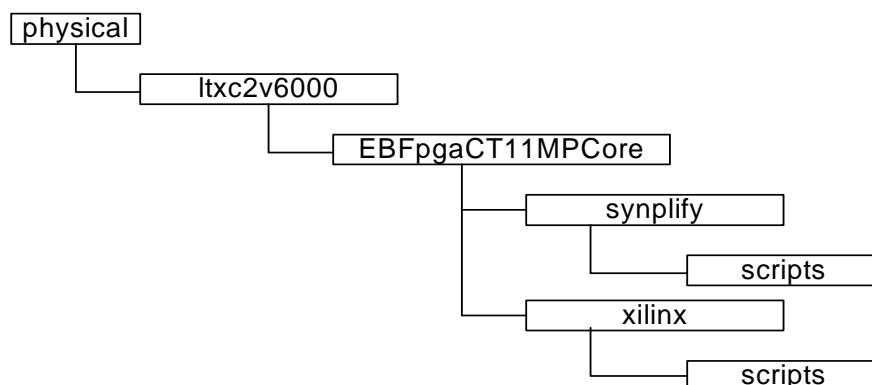 physical
ltxc2v6000
EBFpgaCT11MPCore
synplify
scripts
xilinx
scripts